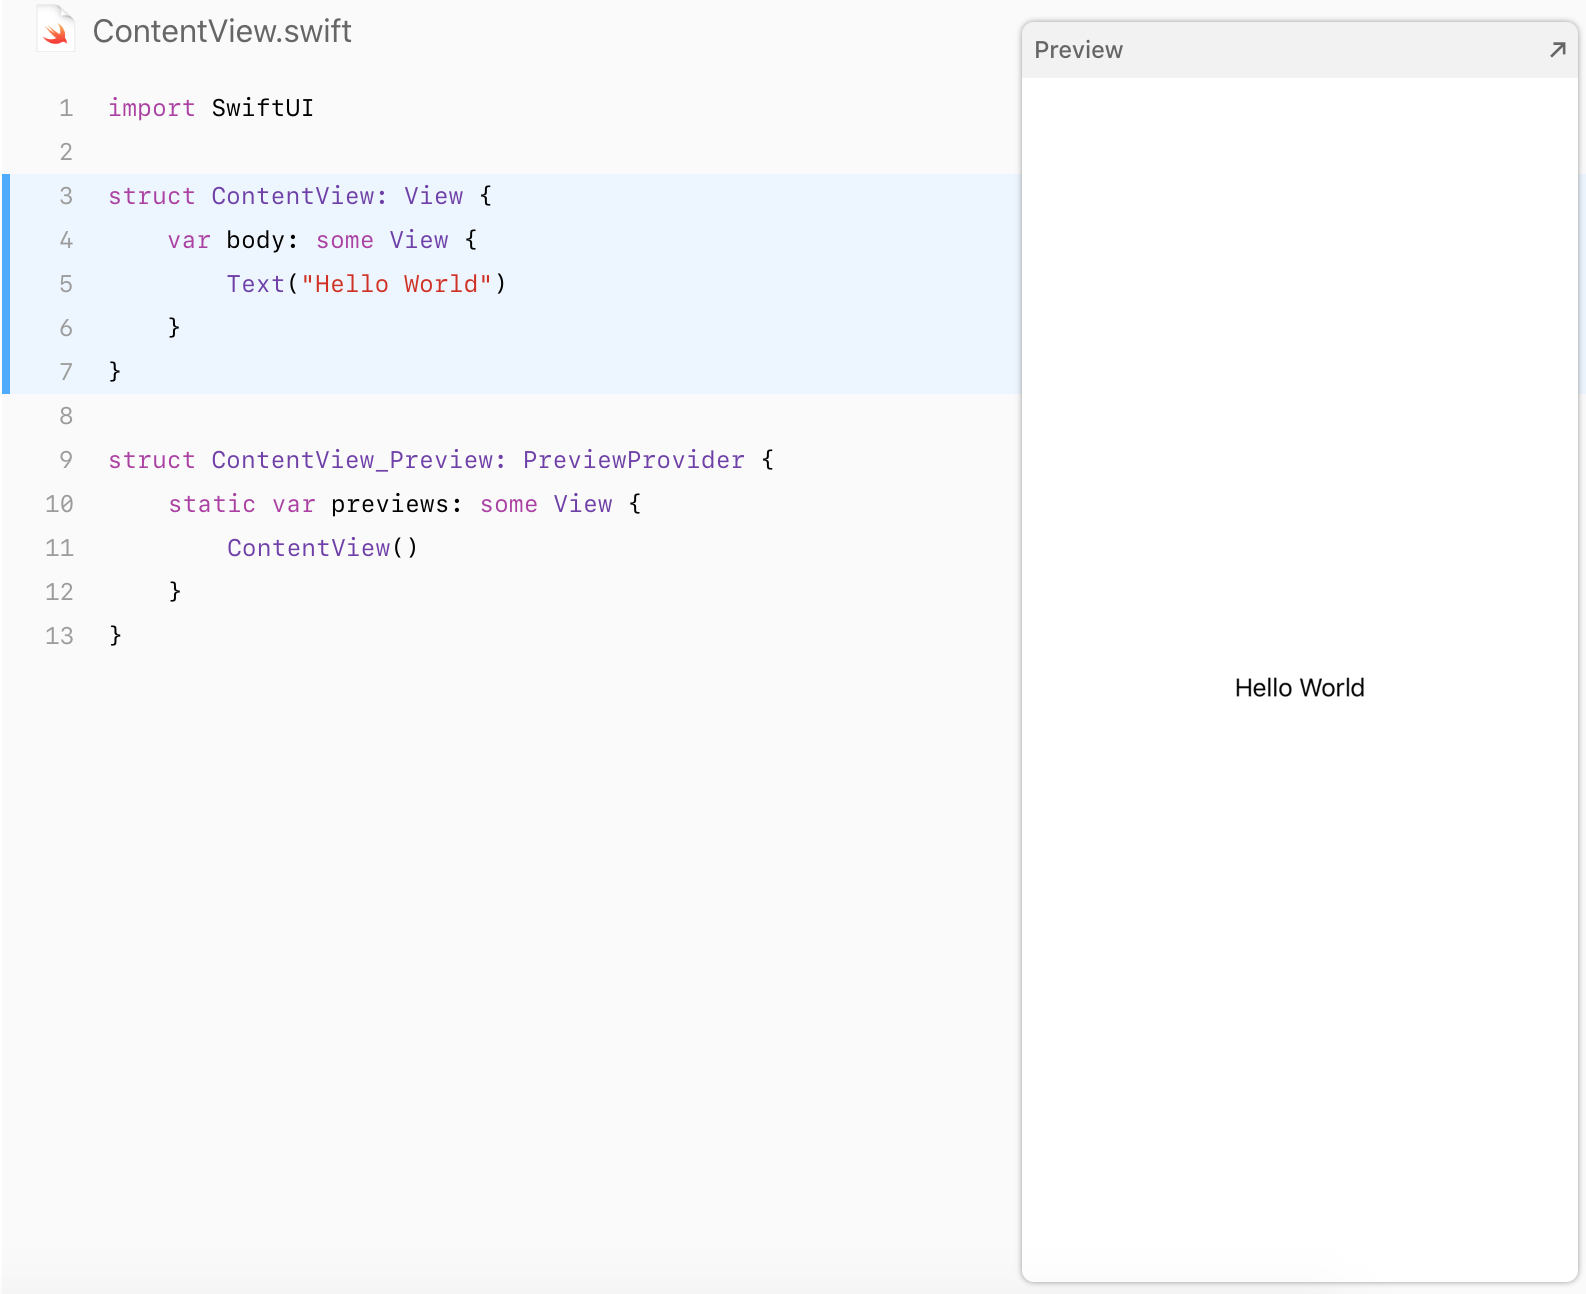 ContentView.swift
1 import SwiftUI
2
3 struct ContentView: View {
4     var body: some View {
5         Text("Hello World")
6     }
7 }
8
9 struct ContentView_Preview: PreviewProvider {
10     static var previews: some View {
11         ContentView()
12     }
13 }
Preview
Hello World